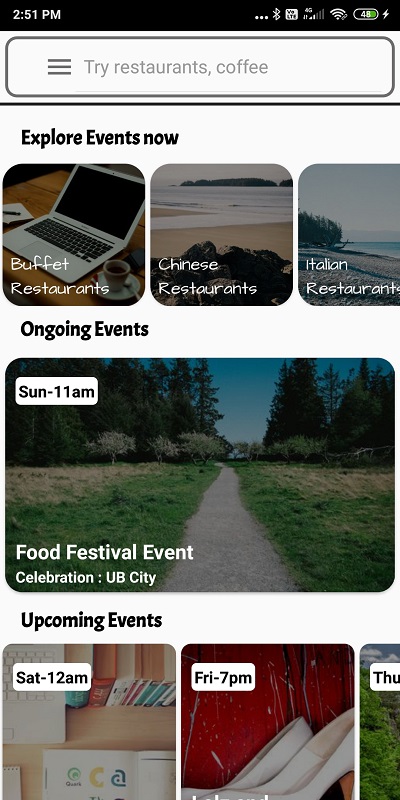 2:51 PM
4G
48
Try restaurants, coffee
Explore Events now
Buffet
Restaurants
Chinese
Restaurants
Italian
Restaurants
Ongoing Events
Sun-11am
Food Festival Event
Celebration : UB City
Upcoming Events
Sat-12am
Fri-7pm
Thu